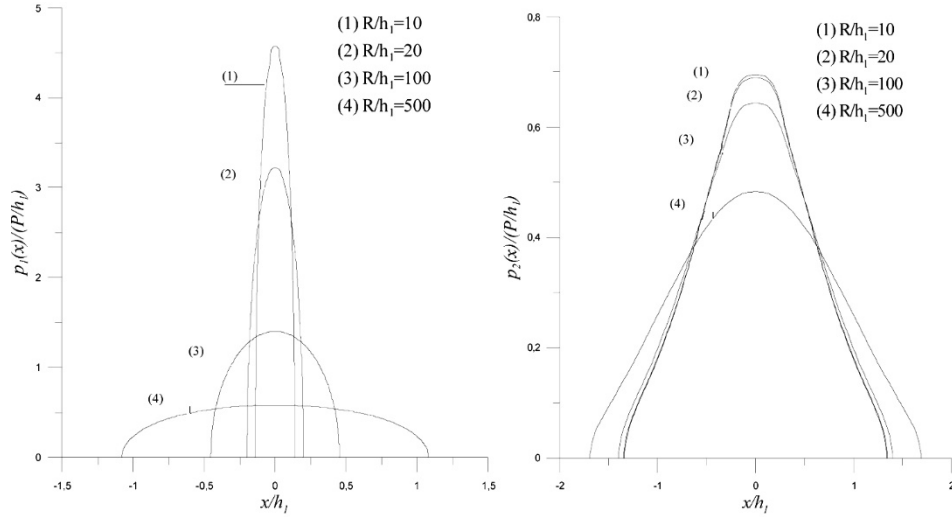 5
4
3
2
1
0
p₁(x)/(P/h₁)
(1) R/h₁=10
(2) R/h₁=20
(3) R/h₁=100
(4) R/h₁=500
(1)
(2)
(3)
(4)
-1,5 -1 -0,5 0 0,5 1 1,5
x/h₁
0,8
0,6
0,4
0,2
0
p₂(x)/(P/h₁)
(1) R/h₁=10
(2) R/h₁=20
(3) R/h₁=100
(4) R/h₁=500
(1)
(2)
(3)
(4)
-2 -1 0 1 2
x/h₁